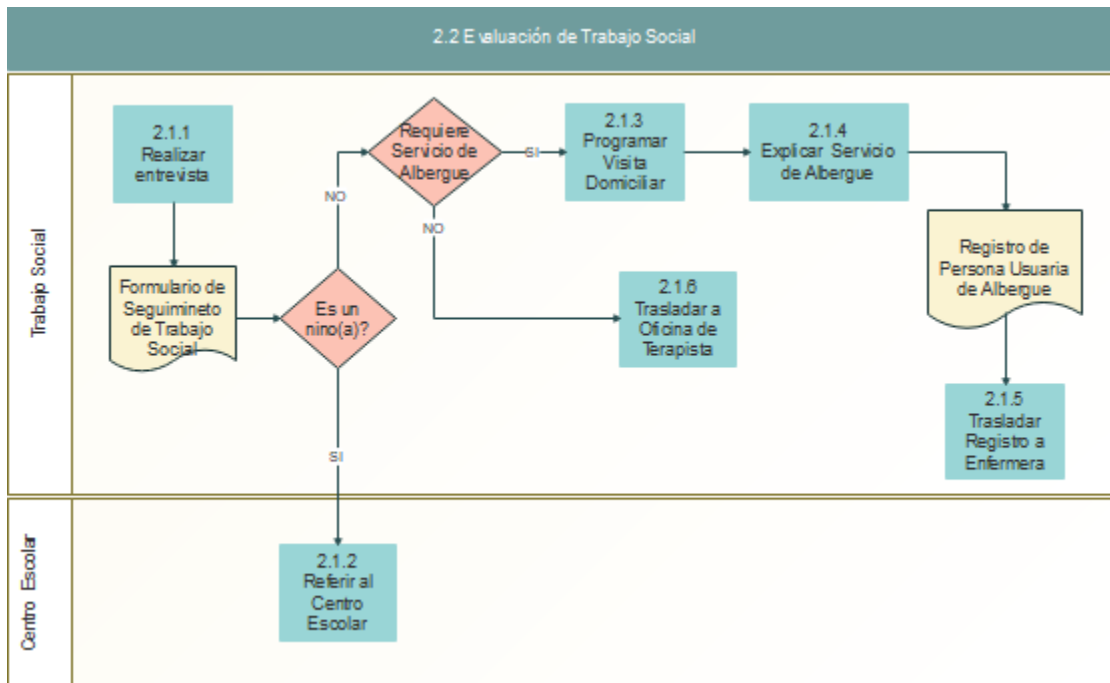 2.2 Evaluación de Trabajo Social
Trabajo Social
2.1.1
Realizar
entrevista
Formulario de
Seguimineto
de Trabajo
Social
Es un
nino(a)?
NO
SI
Requiere
Servicio de
Albergue
SI
NO
2.1.3
Programar
Visita
Domiciliar
2.1.4
Explicar Servicio
de Albergue
Registro de
Persona Usuaria
de Albergue
2.1.6
Trasladar a
Oficina de
Terapista
2.1.5
Trasladar
Registro a
Enfermera
Centro Escolar
2.1.2
Referir al
Centro
Escolar